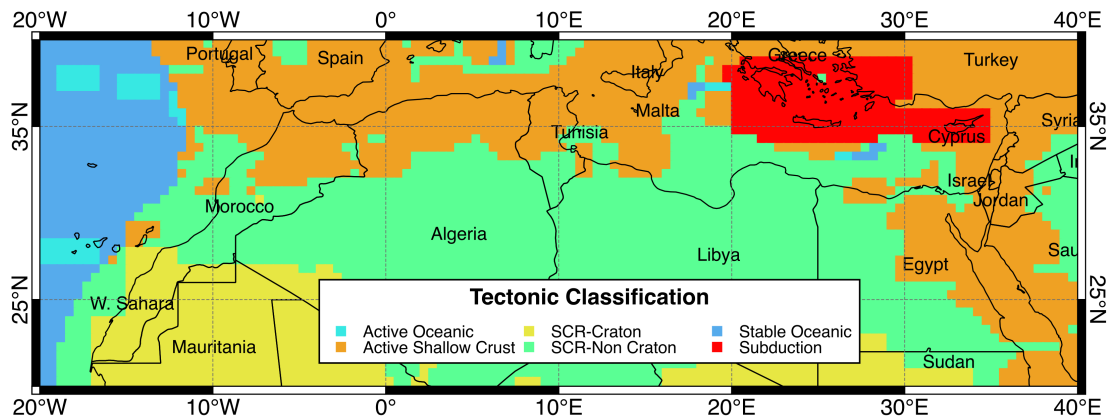 20°W 10°W 0° 10°E 20°E 30°E 40°E
Portugal Spain Italy Greece Turkey
Malta
35°N Tunisia Cyprus Syria 35°N
Israel
Morocco Jordan
Algeria Libya Egypt Sau
25°N W. Sahara 25°N
Mauritania Sudan
Tectonic Classification
Active Oceanic SCR-Craton Stable Oceanic
Active Shallow Crust SCR-Non Craton Subduction
20°W 10°W 0° 10°E 20°E 30°E 40°E